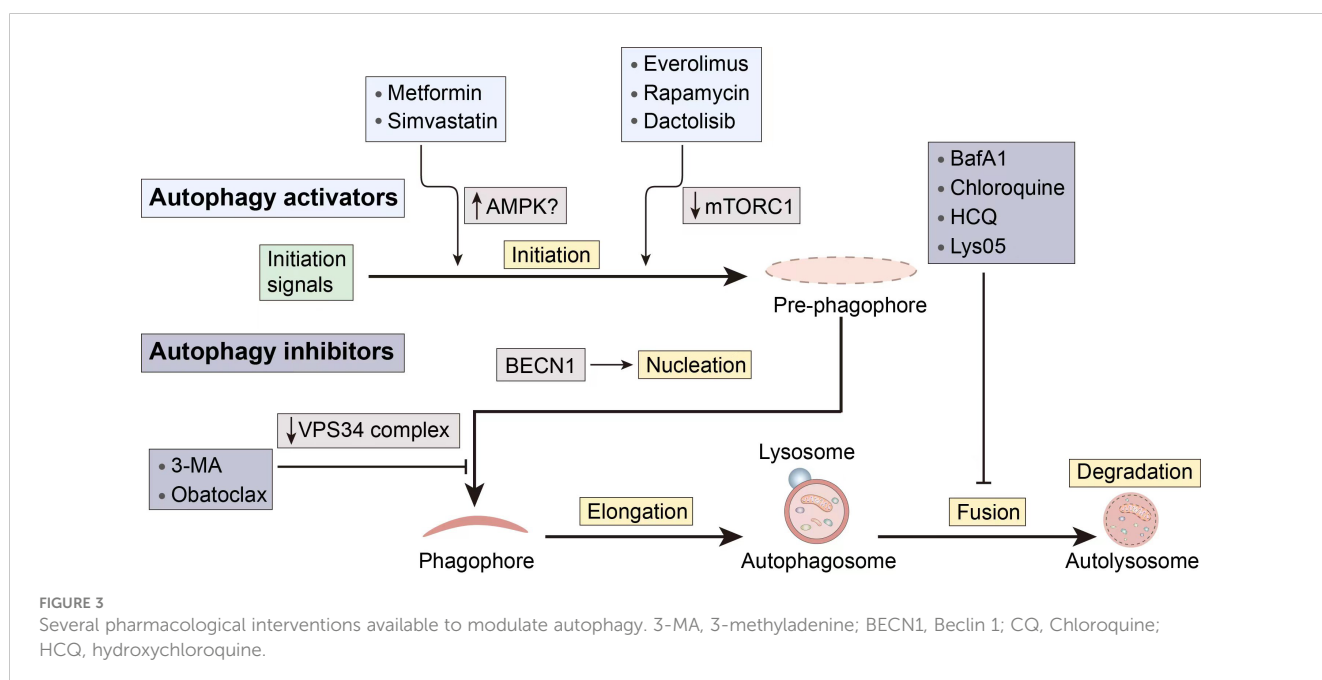 • Everolimus
• Rapamycin
• Dactolisib
• Metformin
• Simvastatin
• BafA1
• Chloroquine
• HCQ
• Lys05
Autophagy activators
↑AMPK?
↓mTORC1
Initiation
signals
Initiation
Pre-phagophore
Autophagy inhibitors
BECN1
Nucleation
↓VPS34 complex
• 3-MA
• Obatoclax
Lysosome
Degradation
Elongation
Fusion
Phagophore
Autophagosome
Autolysosome
FIGURE 3
Several pharmacological interventions available to modulate autophagy. 3-MA, 3-methyladenine; BECN1, Beclin 1; CQ, Chloroquine;
HCQ, hydroxychloroquine.